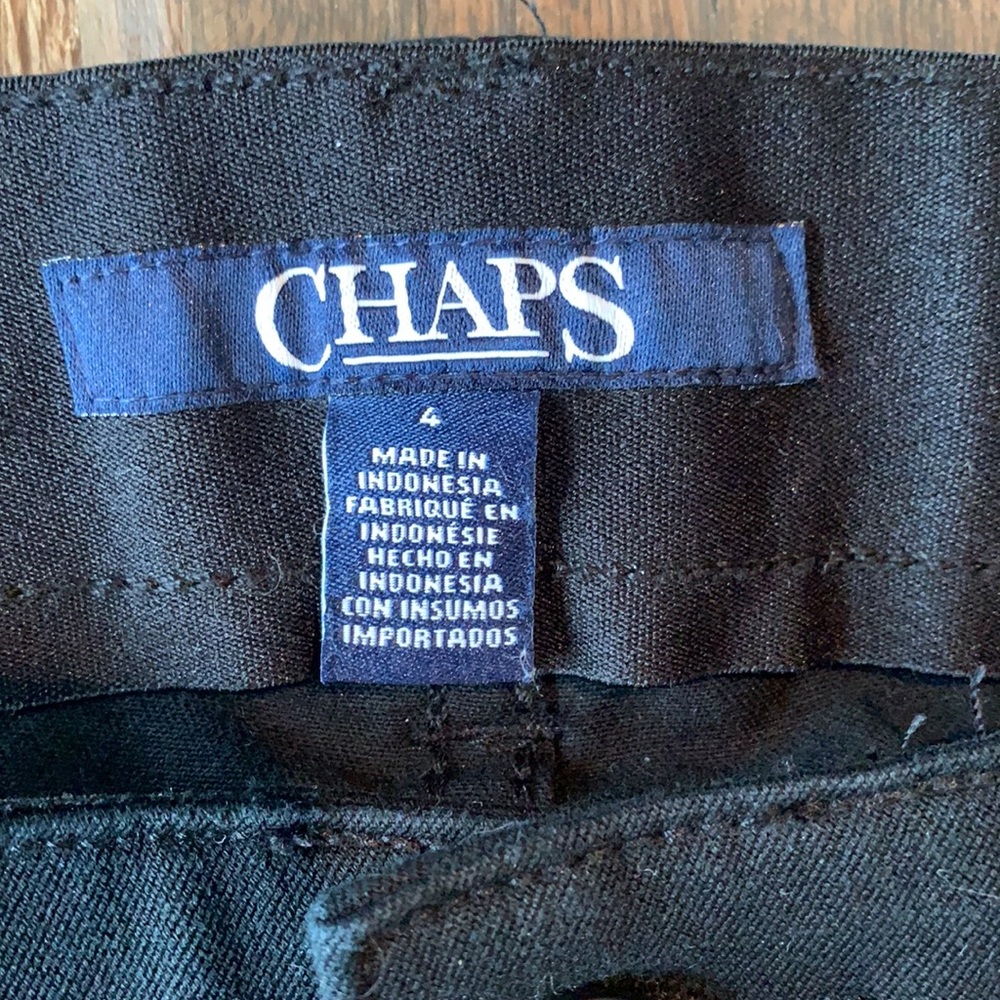 CHAPS
4
MADE IN
INDONESIA
FABRIQUÉ EN
INDONÉSIE
HECHO EN
INDONESIA
CON INSUMOS
IMPORTADOS